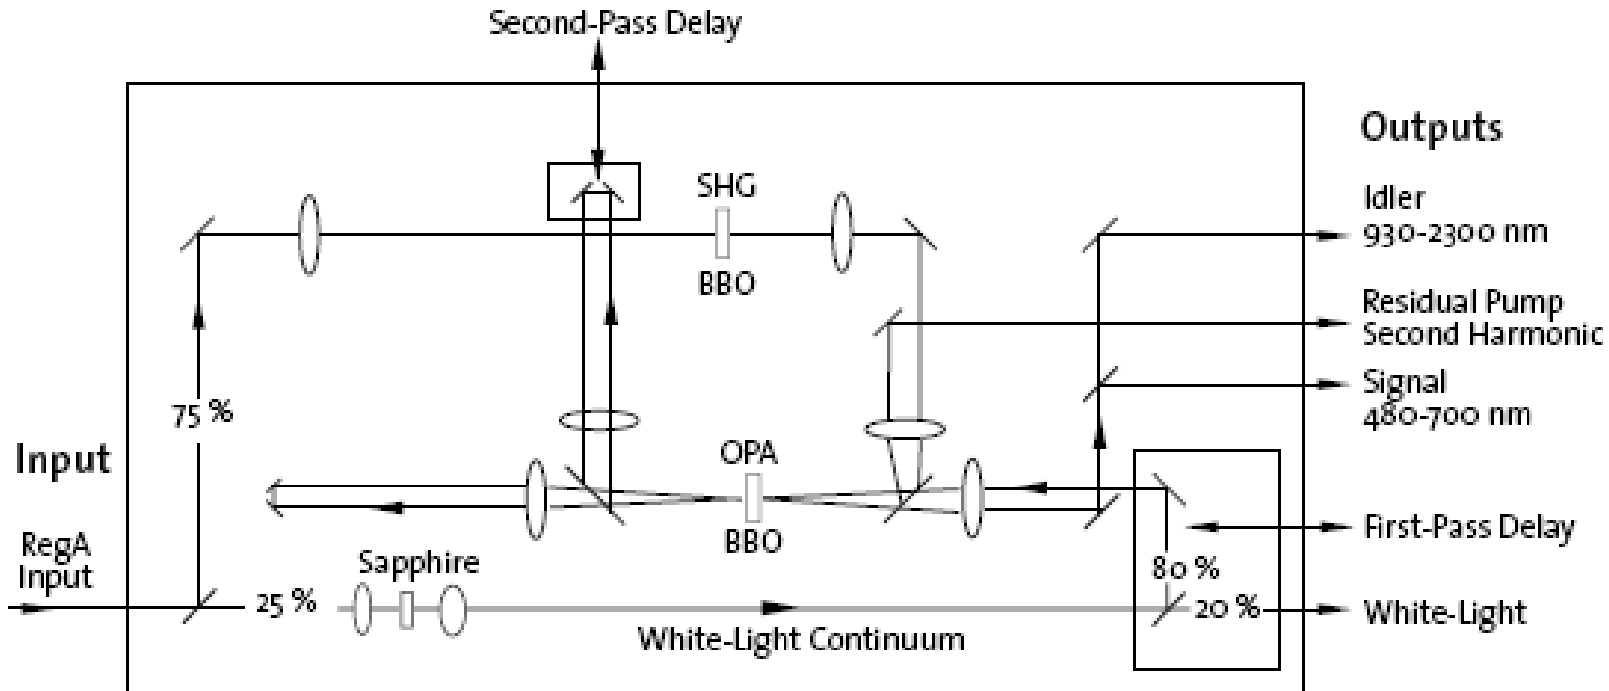 Second-Pass Delay
Outputs
SHG
Idler
930-2300 nm
BBO
Residual Pump
Second Harmonic
Signal
480-700 nm
75 %
Input
OPA
BBO
First-Pass Delay
RegA
Input
Sapphire
80 %
25 %
20 %
White-Light
White-Light Continuum